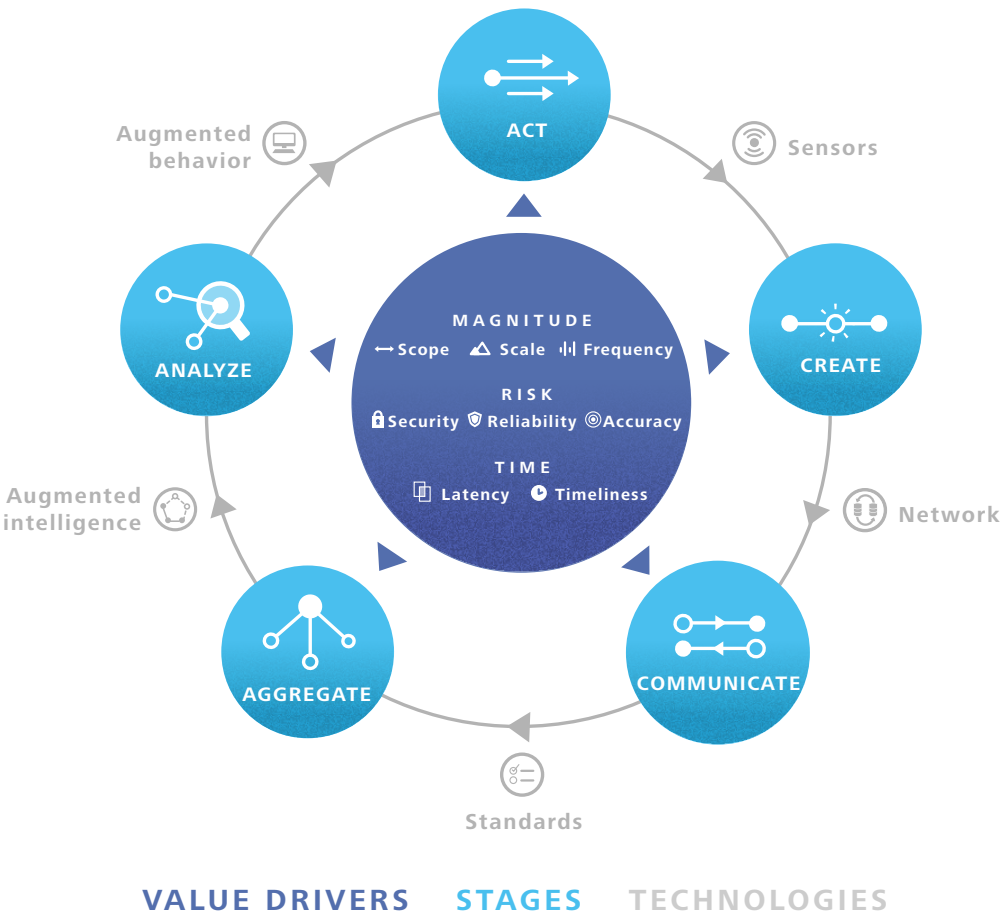 ACT
Augmented
behavior
Sensors
ANALYZE
CREATE
MAGNITUDE
Scope Scale Frequency
RISK
Security Reliability Accuracy
TIME
Latency Timeliness
Augmented
intelligence
Network
AGGREGATE
COMMUNICATE
Standards
VALUE DRIVERS STAGES TECHNOLOGIES